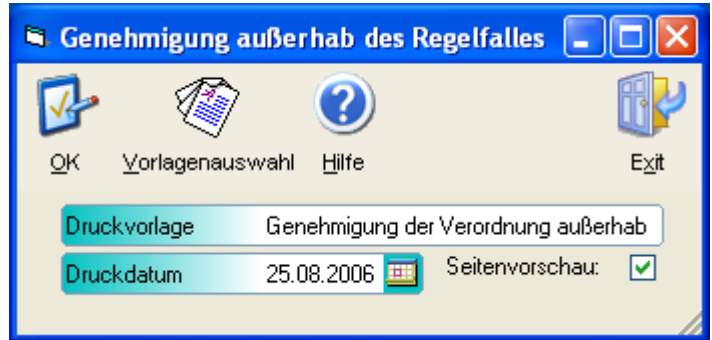 Genehmigung außerhab des Regelfalles
OK Vorlagenauswahl Hilfe Exit
Druckvorlage Genehmigung der Verordnung außerhab
Druckdatum 25.08.2006 Seitenvorschau: